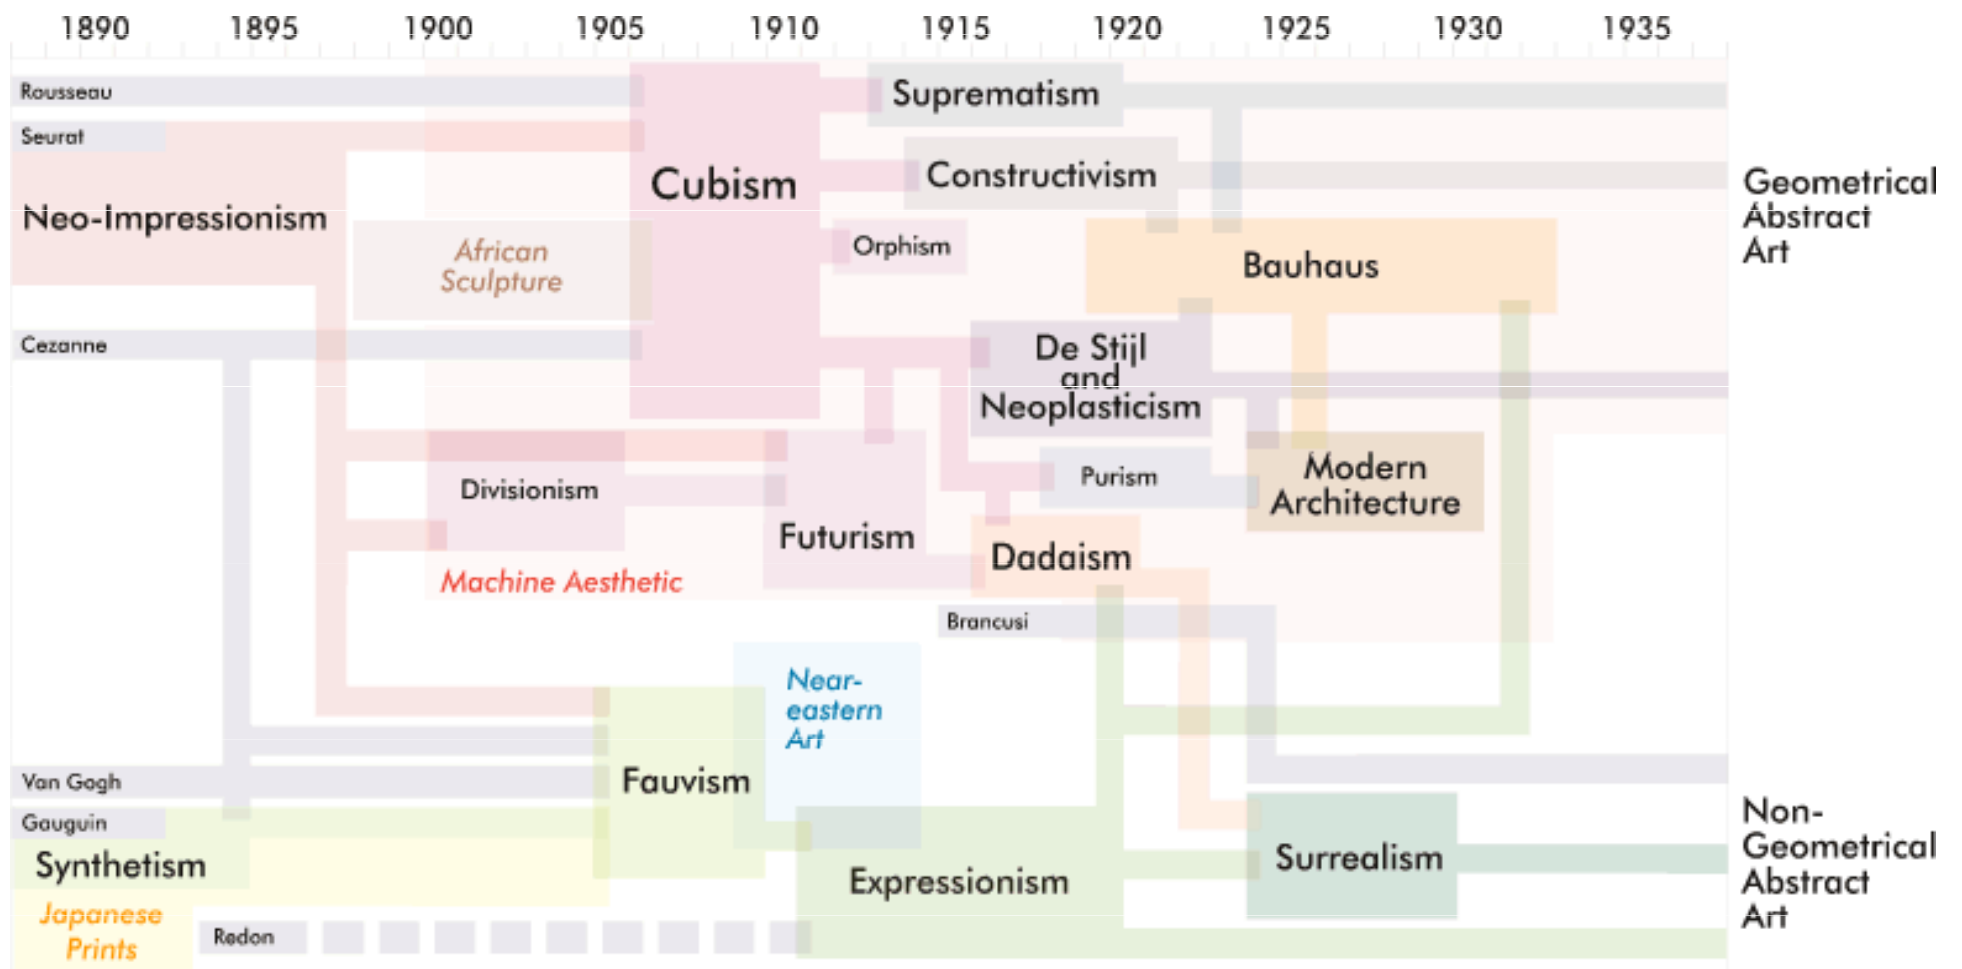 1890 1895 1900 1905 1910 1915 1920 1925 1930 1935
Rousseau
Suprematism
Seurat
Cubism
Constructivism
Geometrical
Abstract
Art
Neo-Impressionism
African
Sculpture
Orphism
Bauhaus
Cezanne
De Stijl
and
Neoplasticism
Divisionism
Purism
Modern
Architecture
Futurism
Dadaism
Machine Aesthetic
Brancusi
Near-
eastern
Art
Van Gogh
Fauvism
Gauguin
Synthetism
Expressionism
Surrealism
Non-
Geometrical
Abstract
Art
Japanese
Prints
Redon